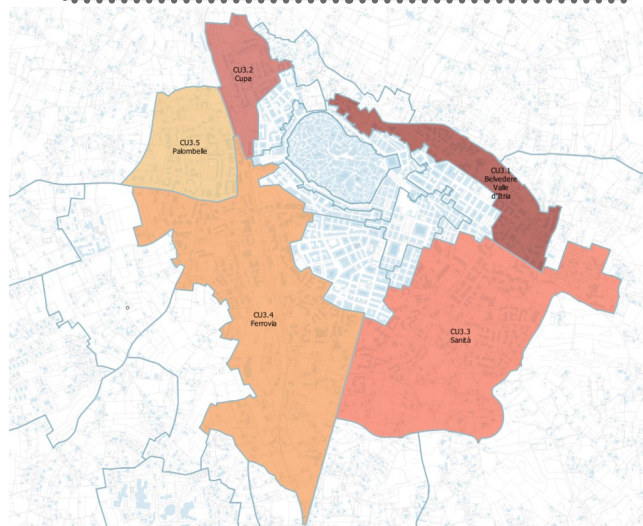 CU3.2
Cupa
CU3.5
Palombelle
CU3.1
Belvedere
Valle
d'Itria
CU3.4
Ferrovia
CU3.3
Sanità